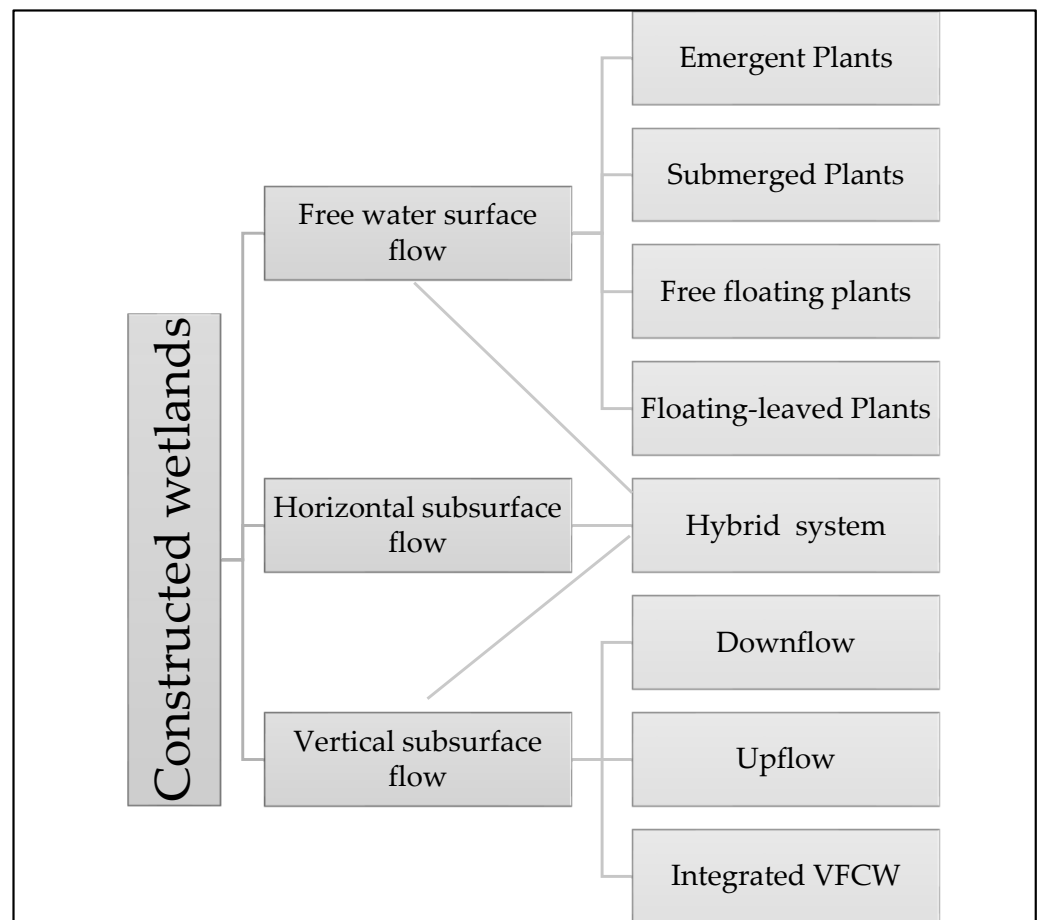 Constructed wetlands
Free water surface
flow
Horizontal subsurface
flow
Vertical subsurface
flow
Emergent Plants
Submerged Plants
Free floating plants
Floating-leaved Plants
Hybrid system
Downflow
Upflow
Integrated VFCW